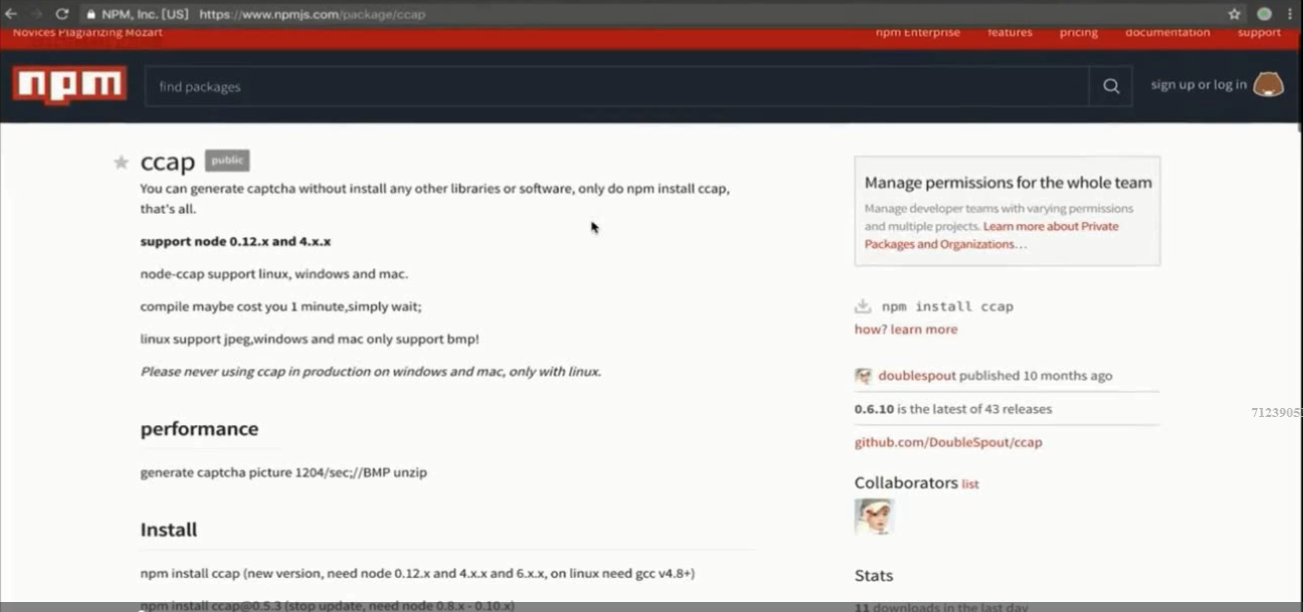 NPM, Inc. [US] https://www.npmjs.com/package/ccap
Novices Plagiarizing Mozart
npm Enterprise features pricing documentation support
npm find packages sign up or log in
ccap public
You can generate captcha without install any other libraries or software, only do npm install ccap,
that's all.
support node 0.12.x and 4.x.x
node-ccap support linux, windows and mac.
compile maybe cost you 1 minute,simply wait;
linux support jpeg,windows and mac only support bmp!
Please never using ccap in production on windows and mac, only with linux.
performance
generate captcha picture 1204/sec;//BMP unzip
Install
npm install ccap (new version, need node 0.12.x and 4.x.x and 6.x.x, on linux need gcc v4.8+)
npm install ccap@0.5.3 (stop update, need node 0.8.x - 0.10.x)
Manage permissions for the whole team
Manage developer teams with varying permissions
and multiple projects. Learn more about Private
Packages and Organizations…
npm install ccap
how? learn more
doublespout published 10 months ago
0.6.10 is the latest of 43 releases
github.com/DoubleSpout/ccap
Collaborators list
Stats
11 downloads in the last day
7123905